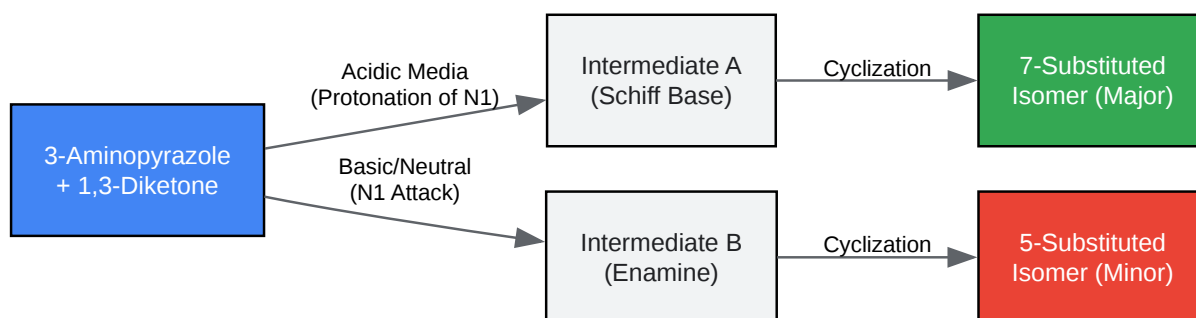 3-Aminopyrazole
+ 1,3-Diketone
Acidic Media
(Protonation of N1)
Intermediate A
(Schiff Base)
Cyclization
7-Substituted
Isomer (Major)
Basic/Neutral
(N1 Attack)
Intermediate B
(Enamine)
Cyclization
5-Substituted
Isomer (Minor)